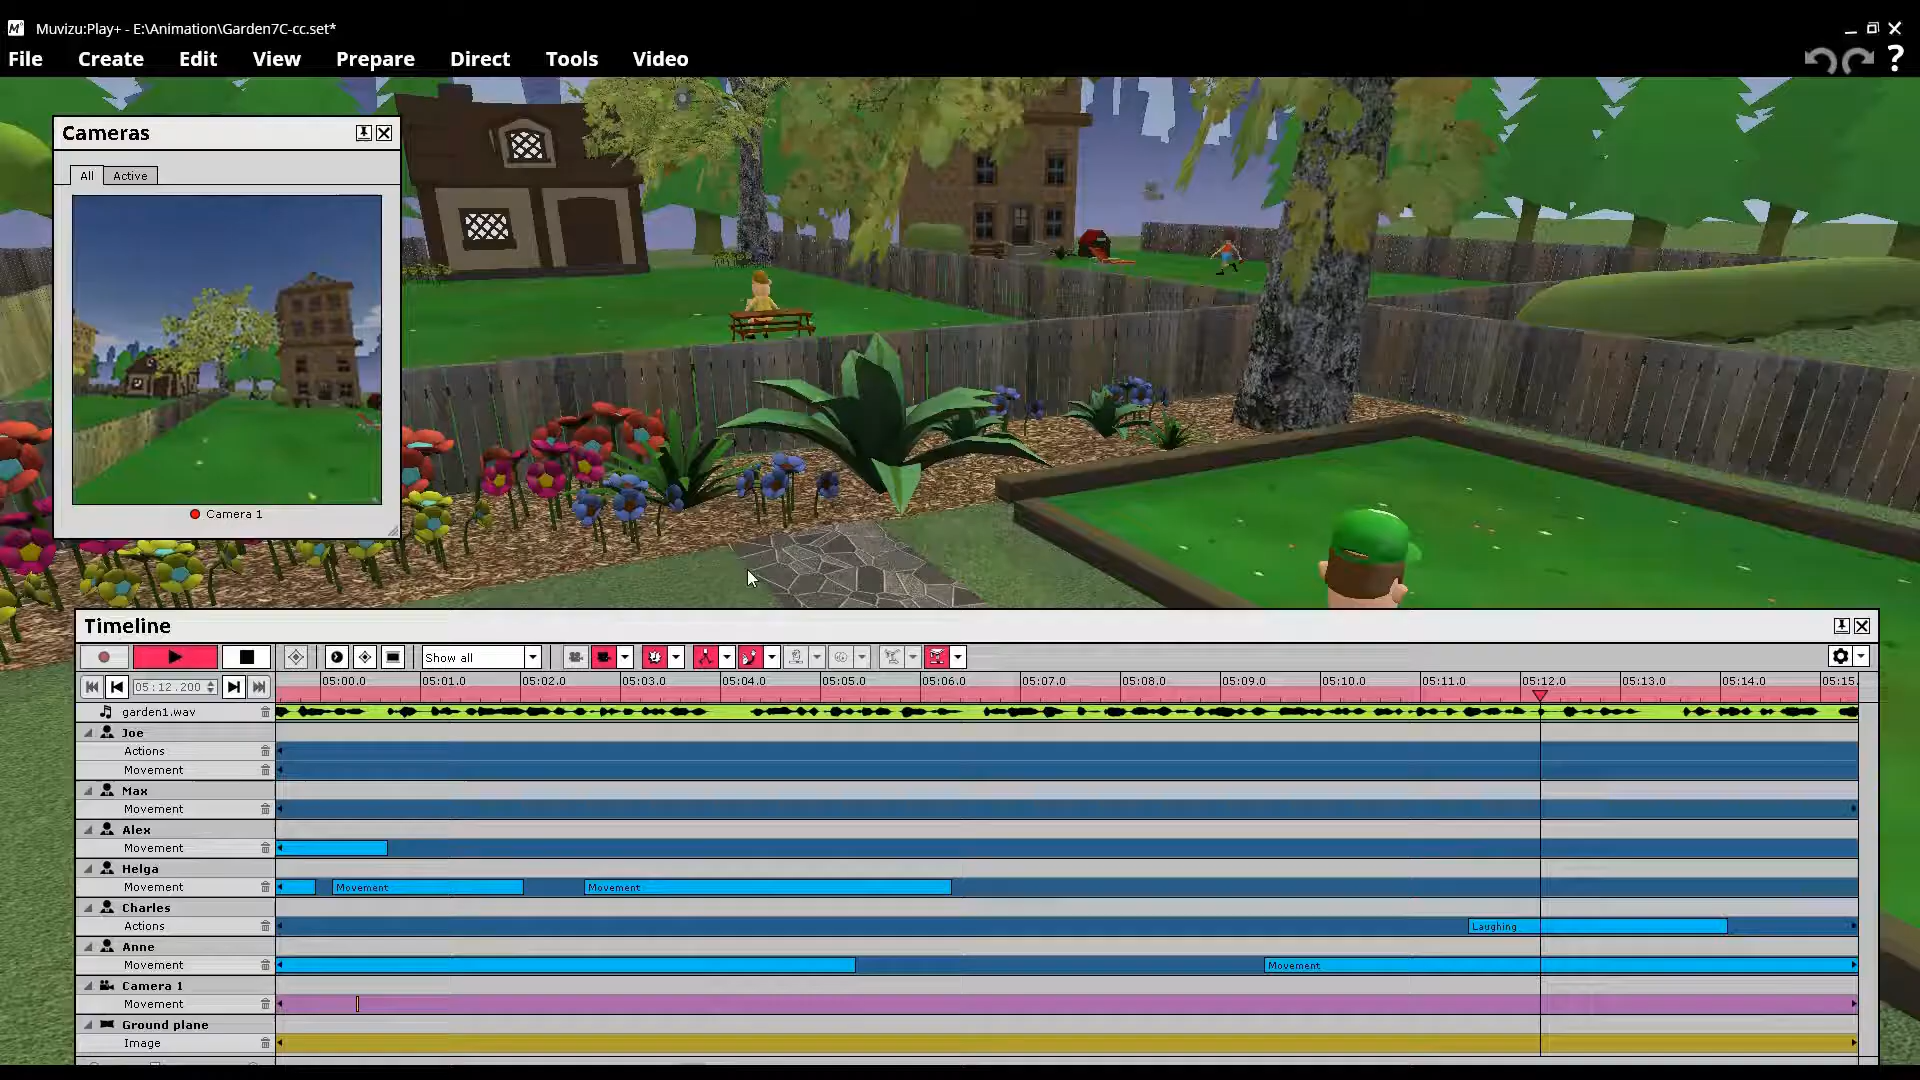 Muvizu:Play+ - E:\Animation\Garden7C-cc.set*
File Create Edit View Prepare Direct Tools Video ?
Cameras
All Active
Camera 1
Timeline
Show all
05:12.200 05:00.0 05:01.0 05:02.0 05:03.0 05:04.0 05:05.0 05:06.0 05:07.0 05:08.0 05:09.0 05:10.0 05:11.0 05:12.0 05:13.0 05:14.0 05:15.
garden1.wav
Joe
Actions
Movement
Max
Movement
Alex
Movement
Helga
Movement Movement Movement
Charles
Actions Laughing
Anne
Movement Movement
Camera 1
Movement
Ground plane
Image